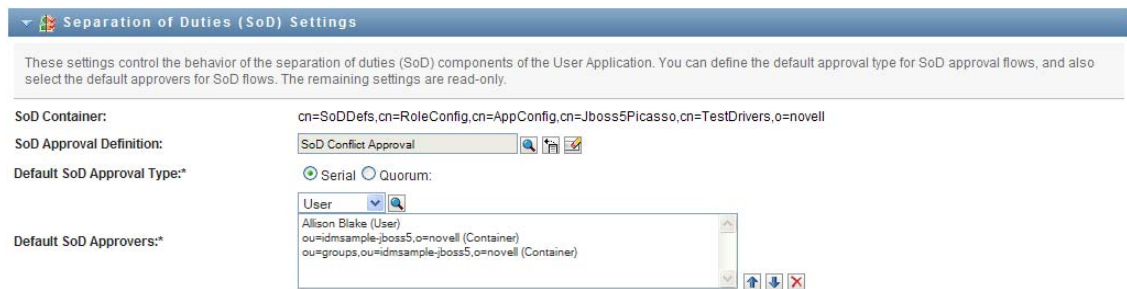 Separation of Duties (SoD) Settings
These settings control the behavior of the separation of duties (SoD) components of the User Application. You can define the default approval type for SoD approval flows, and also
select the default approvers for SoD flows. The remaining settings are read-only.
SoD Container: cn=SoDDefs,cn=RoleConfig,cn=AppConfig,cn=Jboss5Picasso,cn=TestDrivers,o=novell
SoD Approval Definition: SoD Conflict Approval
Default SoD Approval Type:* Serial Quorum:
User
Allison Blake (User)
ou=idmsample-jboss5,o=novell (Container)
Default SoD Approvers:* ou=groups,ou=idmsample-jboss5,o=novell (Container)